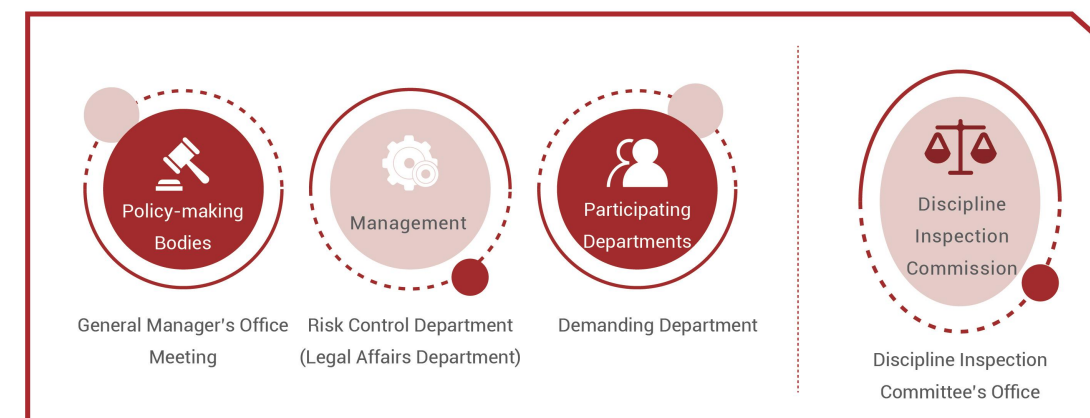 Policy-making
Bodies
Management
Participating
Departments
Discipline
Inspection
Commission
General Manager's Office
Meeting
Risk Control Department
(Legal Affairs Department)
Demanding Department
Discipline Inspection
Committee's Office